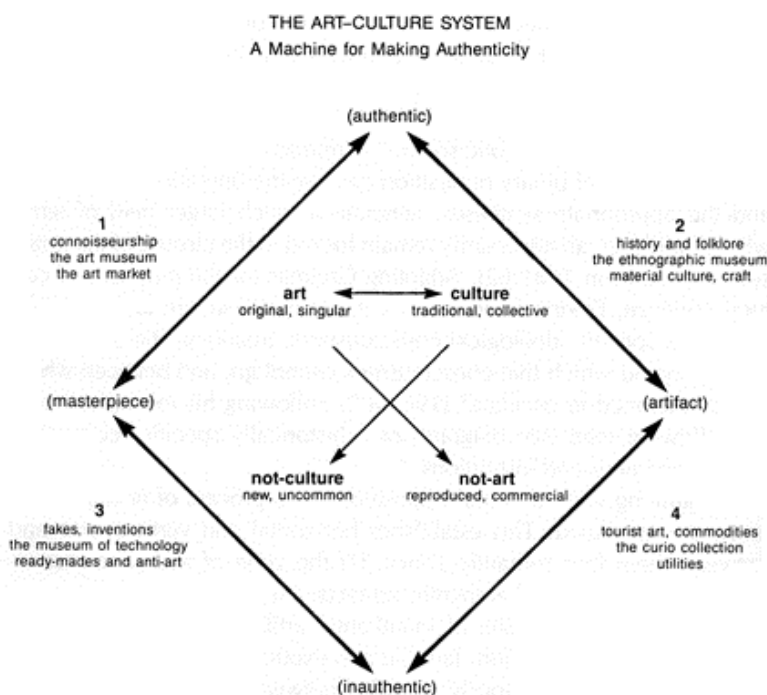 THE ART–CULTURE SYSTEM
A Machine for Making Authenticity
(authentic)
1
connoisseurship
the art museum
the art market
2
history and folklore
the ethnographic museum
material culture, craft
art
original, singular
culture
traditional, collective
(masterpiece)
(artifact)
not-culture
new, uncommon
not-art
reproduced, commercial
3
fakes, inventions
the museum of technology
ready-mades and anti-art
4
tourist art, commodities
the curio collection
utilities
(inauthentic)